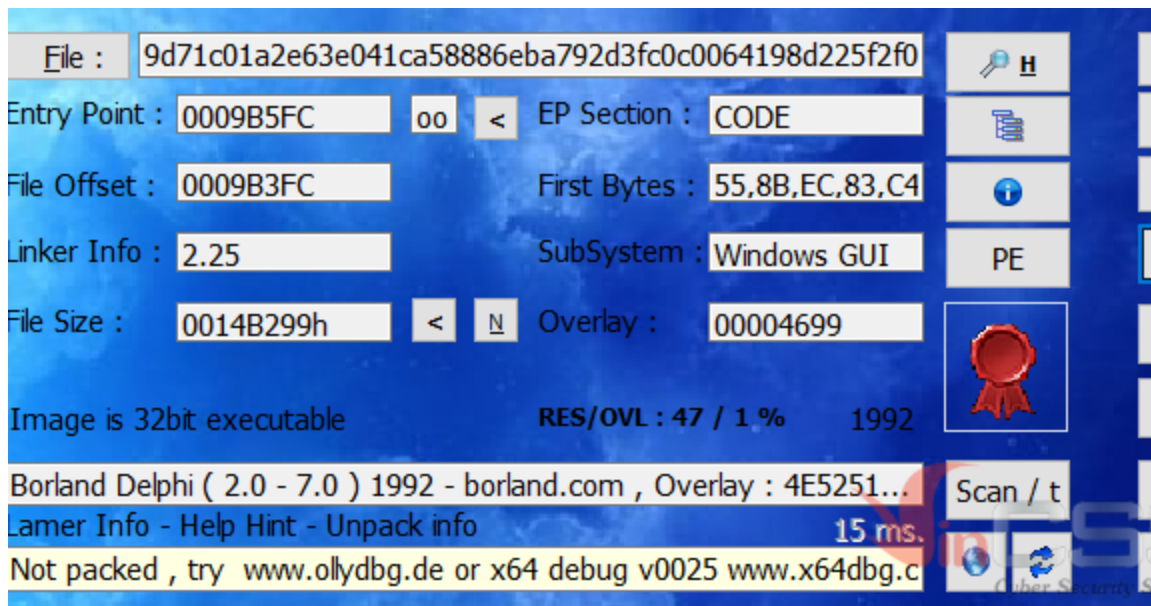 File : 9d71c01a2e63e041ca58886eba792d3fc0c0064198d225f2f0 H
Entry Point : 0009B5FC oo < EP Section : CODE
File Offset : 0009B3FC First Bytes : 55,8B,EC,83,C4
Linker Info : 2.25 SubSystem : Windows GUI PE
File Size : 0014B299h < N Overlay : 00004699
Image is 32bit executable RES/OVL : 47 / 1 % 1992
Borland Delphi ( 2.0 - 7.0 ) 1992 - borland.com , Overlay : 4E5251... Scan / t
Lamer Info - Help Hint - Unpack info 15 ms.
Not packed , try www.ollydbg.de or x64 debug v0025 www.x64dbg.c
inCSS
Cyber Security S